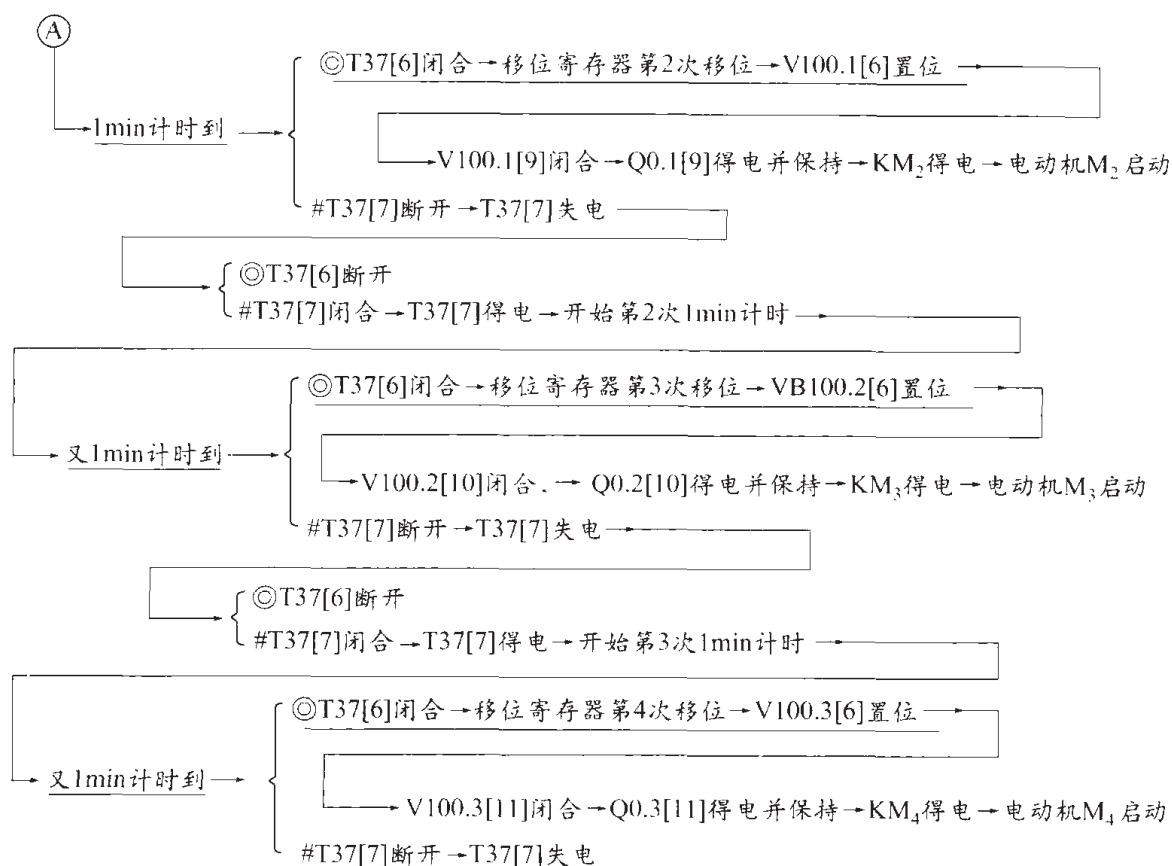 A
◎T37[6]闭合→移位寄存器第2次移位→V100.1[6]置位
1min计时到
V100.1[9]闭合→Q0.1[9]得电并保持→KM₂得电→电动机M₂启动
#T37[7]断开→T37[7]失电
◎T37[6]断开
#T37[7]闭合→T37[7]得电→开始第2次1min计时
◎T37[6]闭合→移位寄存器第3次移位→VB100.2[6]置位
又1min计时到
V100.2[10]闭合.→Q0.2[10]得电并保持→KM₃得电→电动机M₃启动
#T37[7]断开→T37[7]失电
◎T37[6]断开
#T37[7]闭合→T37[7]得电→开始第3次1min计时
◎T37[6]闭合→移位寄存器第4次移位→V100.3[6]置位
又1min计时到
V100.3[11]闭合→Q0.3[11]得电并保持→KM₄得电→电动机M₄启动
#T37[7]断开→T37[7]失电